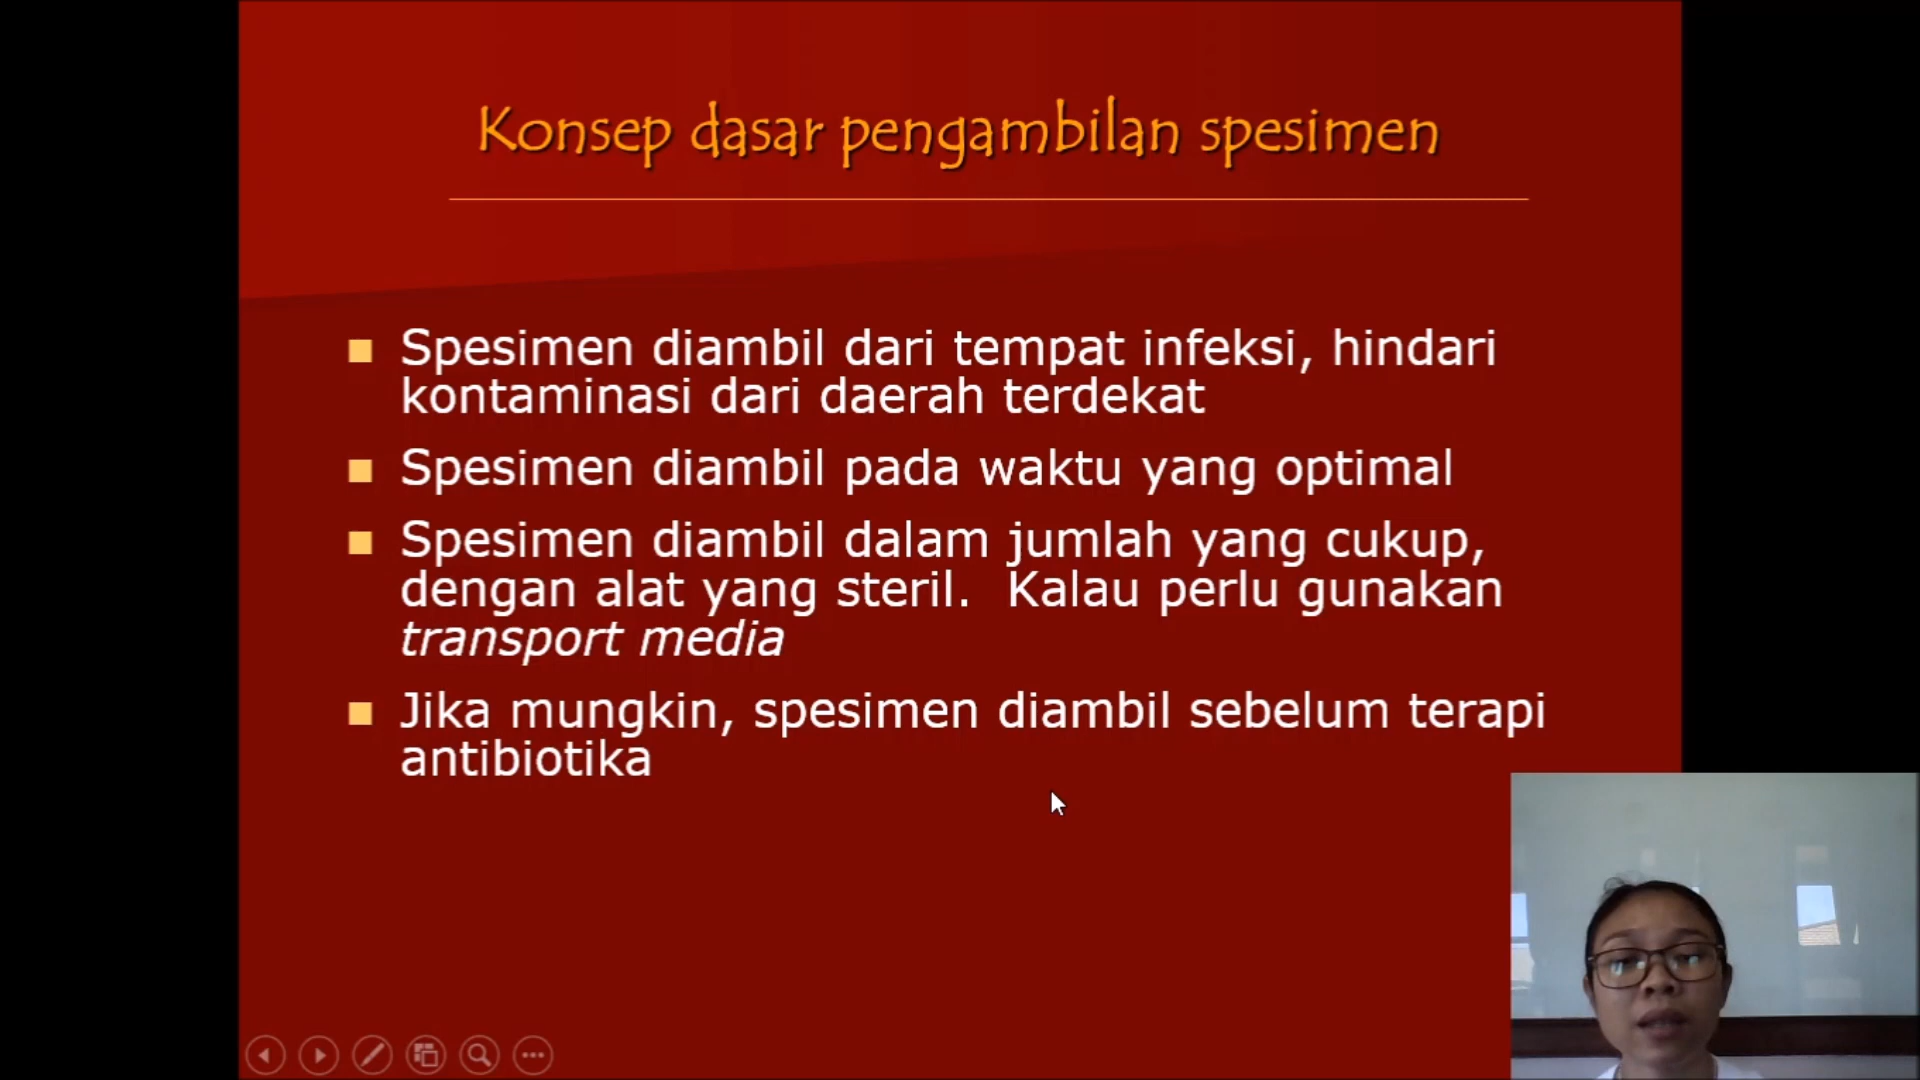 Konsep dasar pengambilan spesimen
Spesimen diambil dari tempat infeksi, hindari
kontaminasi dari daerah terdekat
Spesimen diambil pada waktu yang optimal
Spesimen diambil dalam jumlah yang cukup,
dengan alat yang steril.  Kalau perlu gunakan
transport media
Jika mungkin, spesimen diambil sebelum terapi
antibiotika